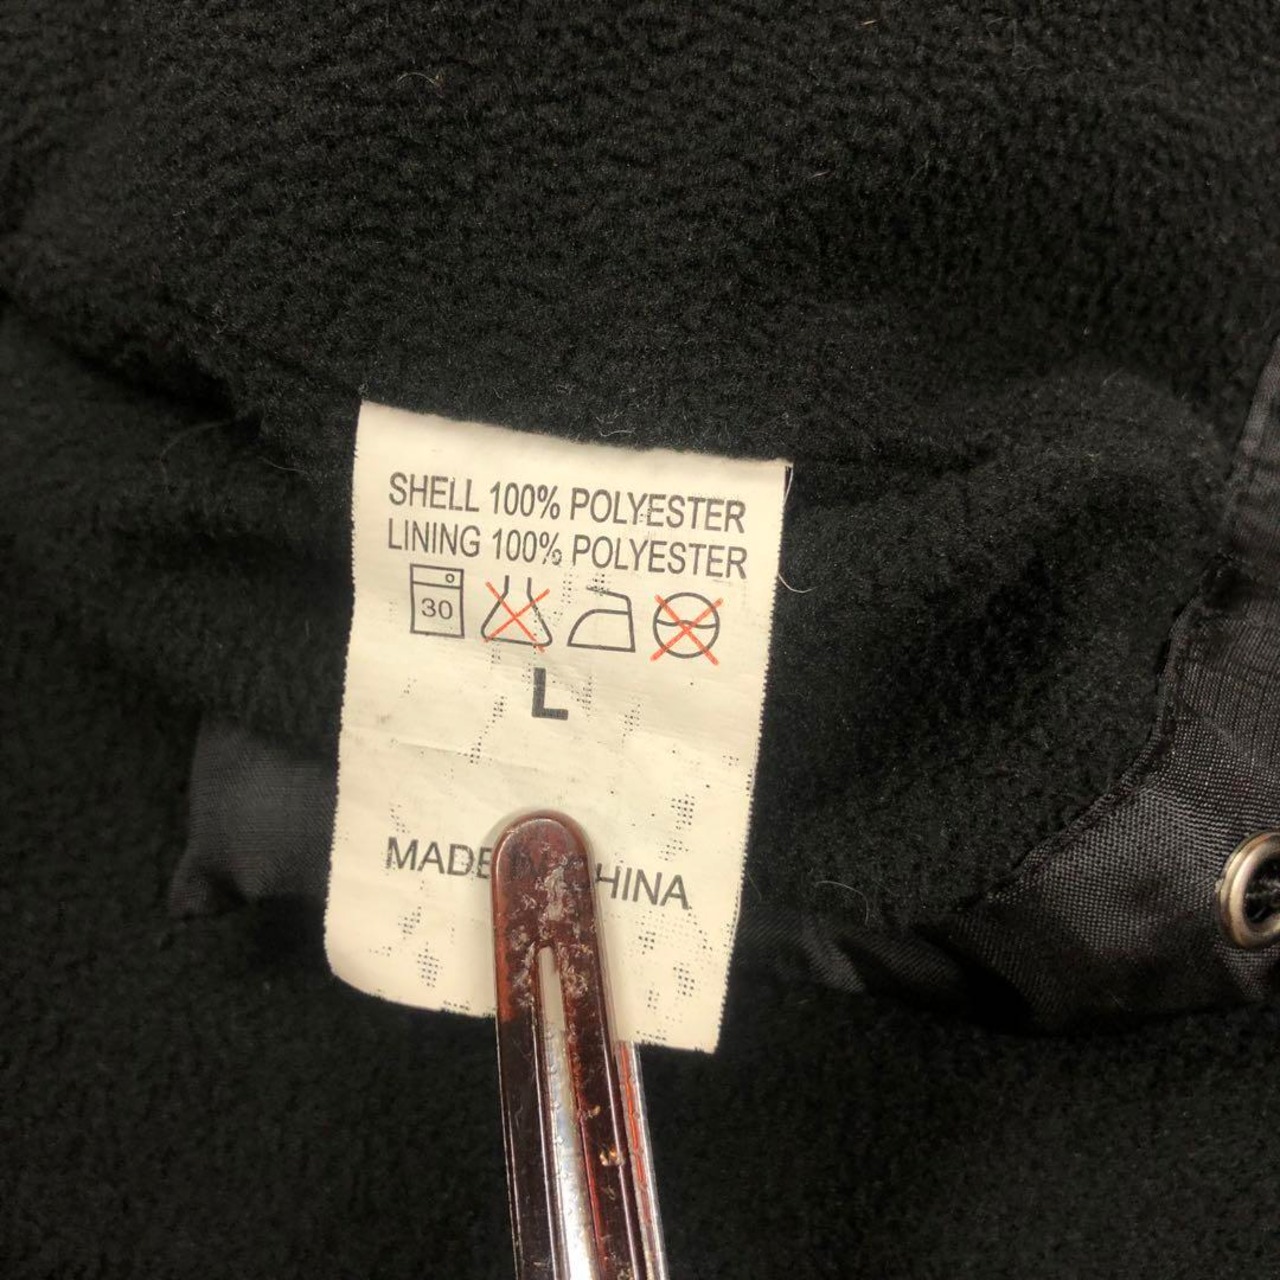 SHELL 100% POLYESTER
LINING 100% POLYESTER
30
L
MADE HINA